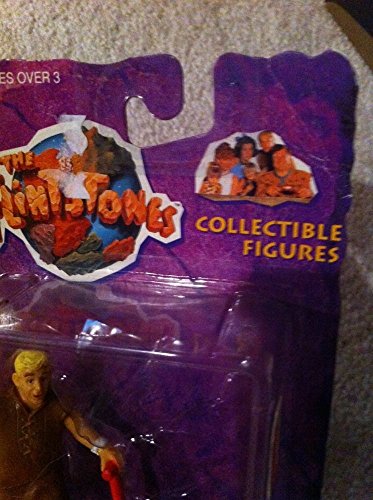 ES OVER 3
THE
FLINTSTONES
COLLECTIBLE
FIGURES